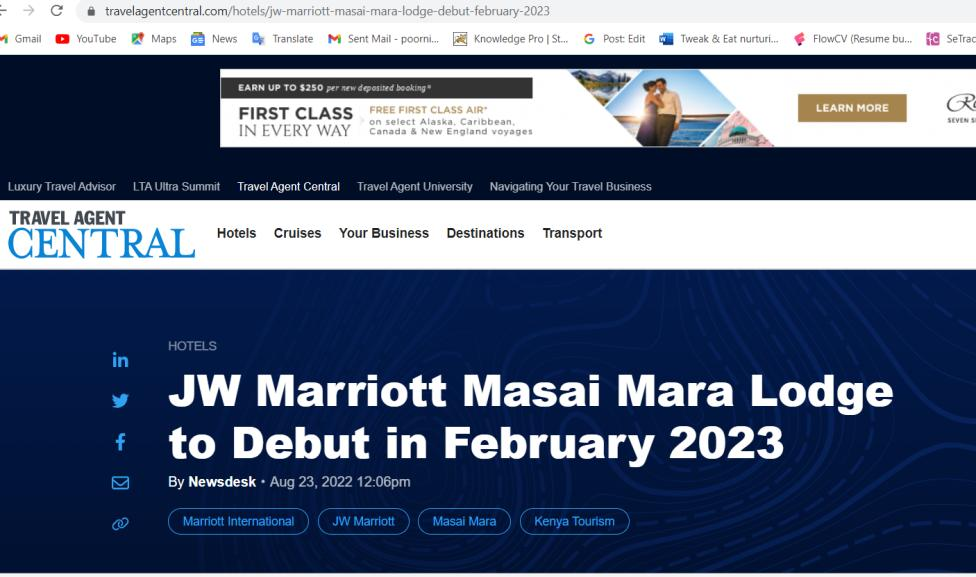 travelagentcentral.com/hotels/jw-marriott-masai-mara-lodge-debut-february-2023
Gmail YouTube Maps News Translate Sent Mail - poorni... Knowledge Pro | St... Post: Edit Tweak & Eat nurturi... FlowCV (Resume bu... SeTrac
EARN UP TO $250 per new deposited booking*
FIRST CLASS
IN EVERY WAY
FREE FIRST CLASS AIR*
on select Alaska, Caribbean,
Canada & New England voyages
LEARN MORE
SEVEN
Luxury Travel Advisor LTA Ultra Summit Travel Agent Central Travel Agent University Navigating Your Travel Business
TRAVEL AGENT
CENTRAL
Hotels Cruises Your Business Destinations Transport
HOTELS
in
JW Marriott Masai Mara Lodge
to Debut in February 2023
By Newsdesk • Aug 23, 2022 12:06pm
Marriott International JW Marriott Masai Mara Kenya Tourism